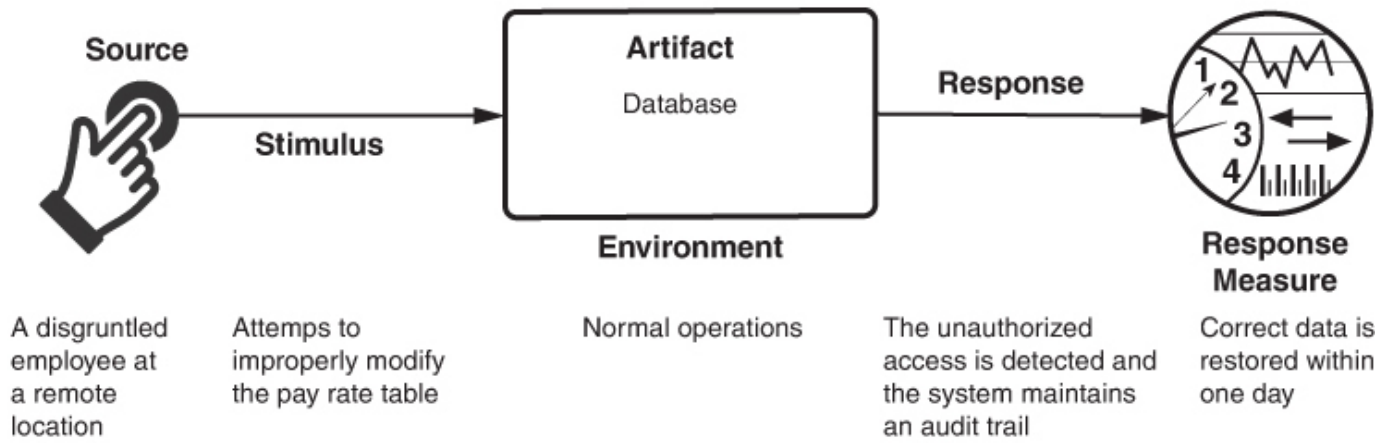 Source
Stimulus
Artifact
Database
Environment
Response
1
2
3
4
Response
Measure
A disgruntled
employee at
a remote
location
Attemps to
improperly modify
the pay rate table
Normal operations
The unauthorized
access is detected and
the system maintains
an audit trail
Correct data is
restored within
one day